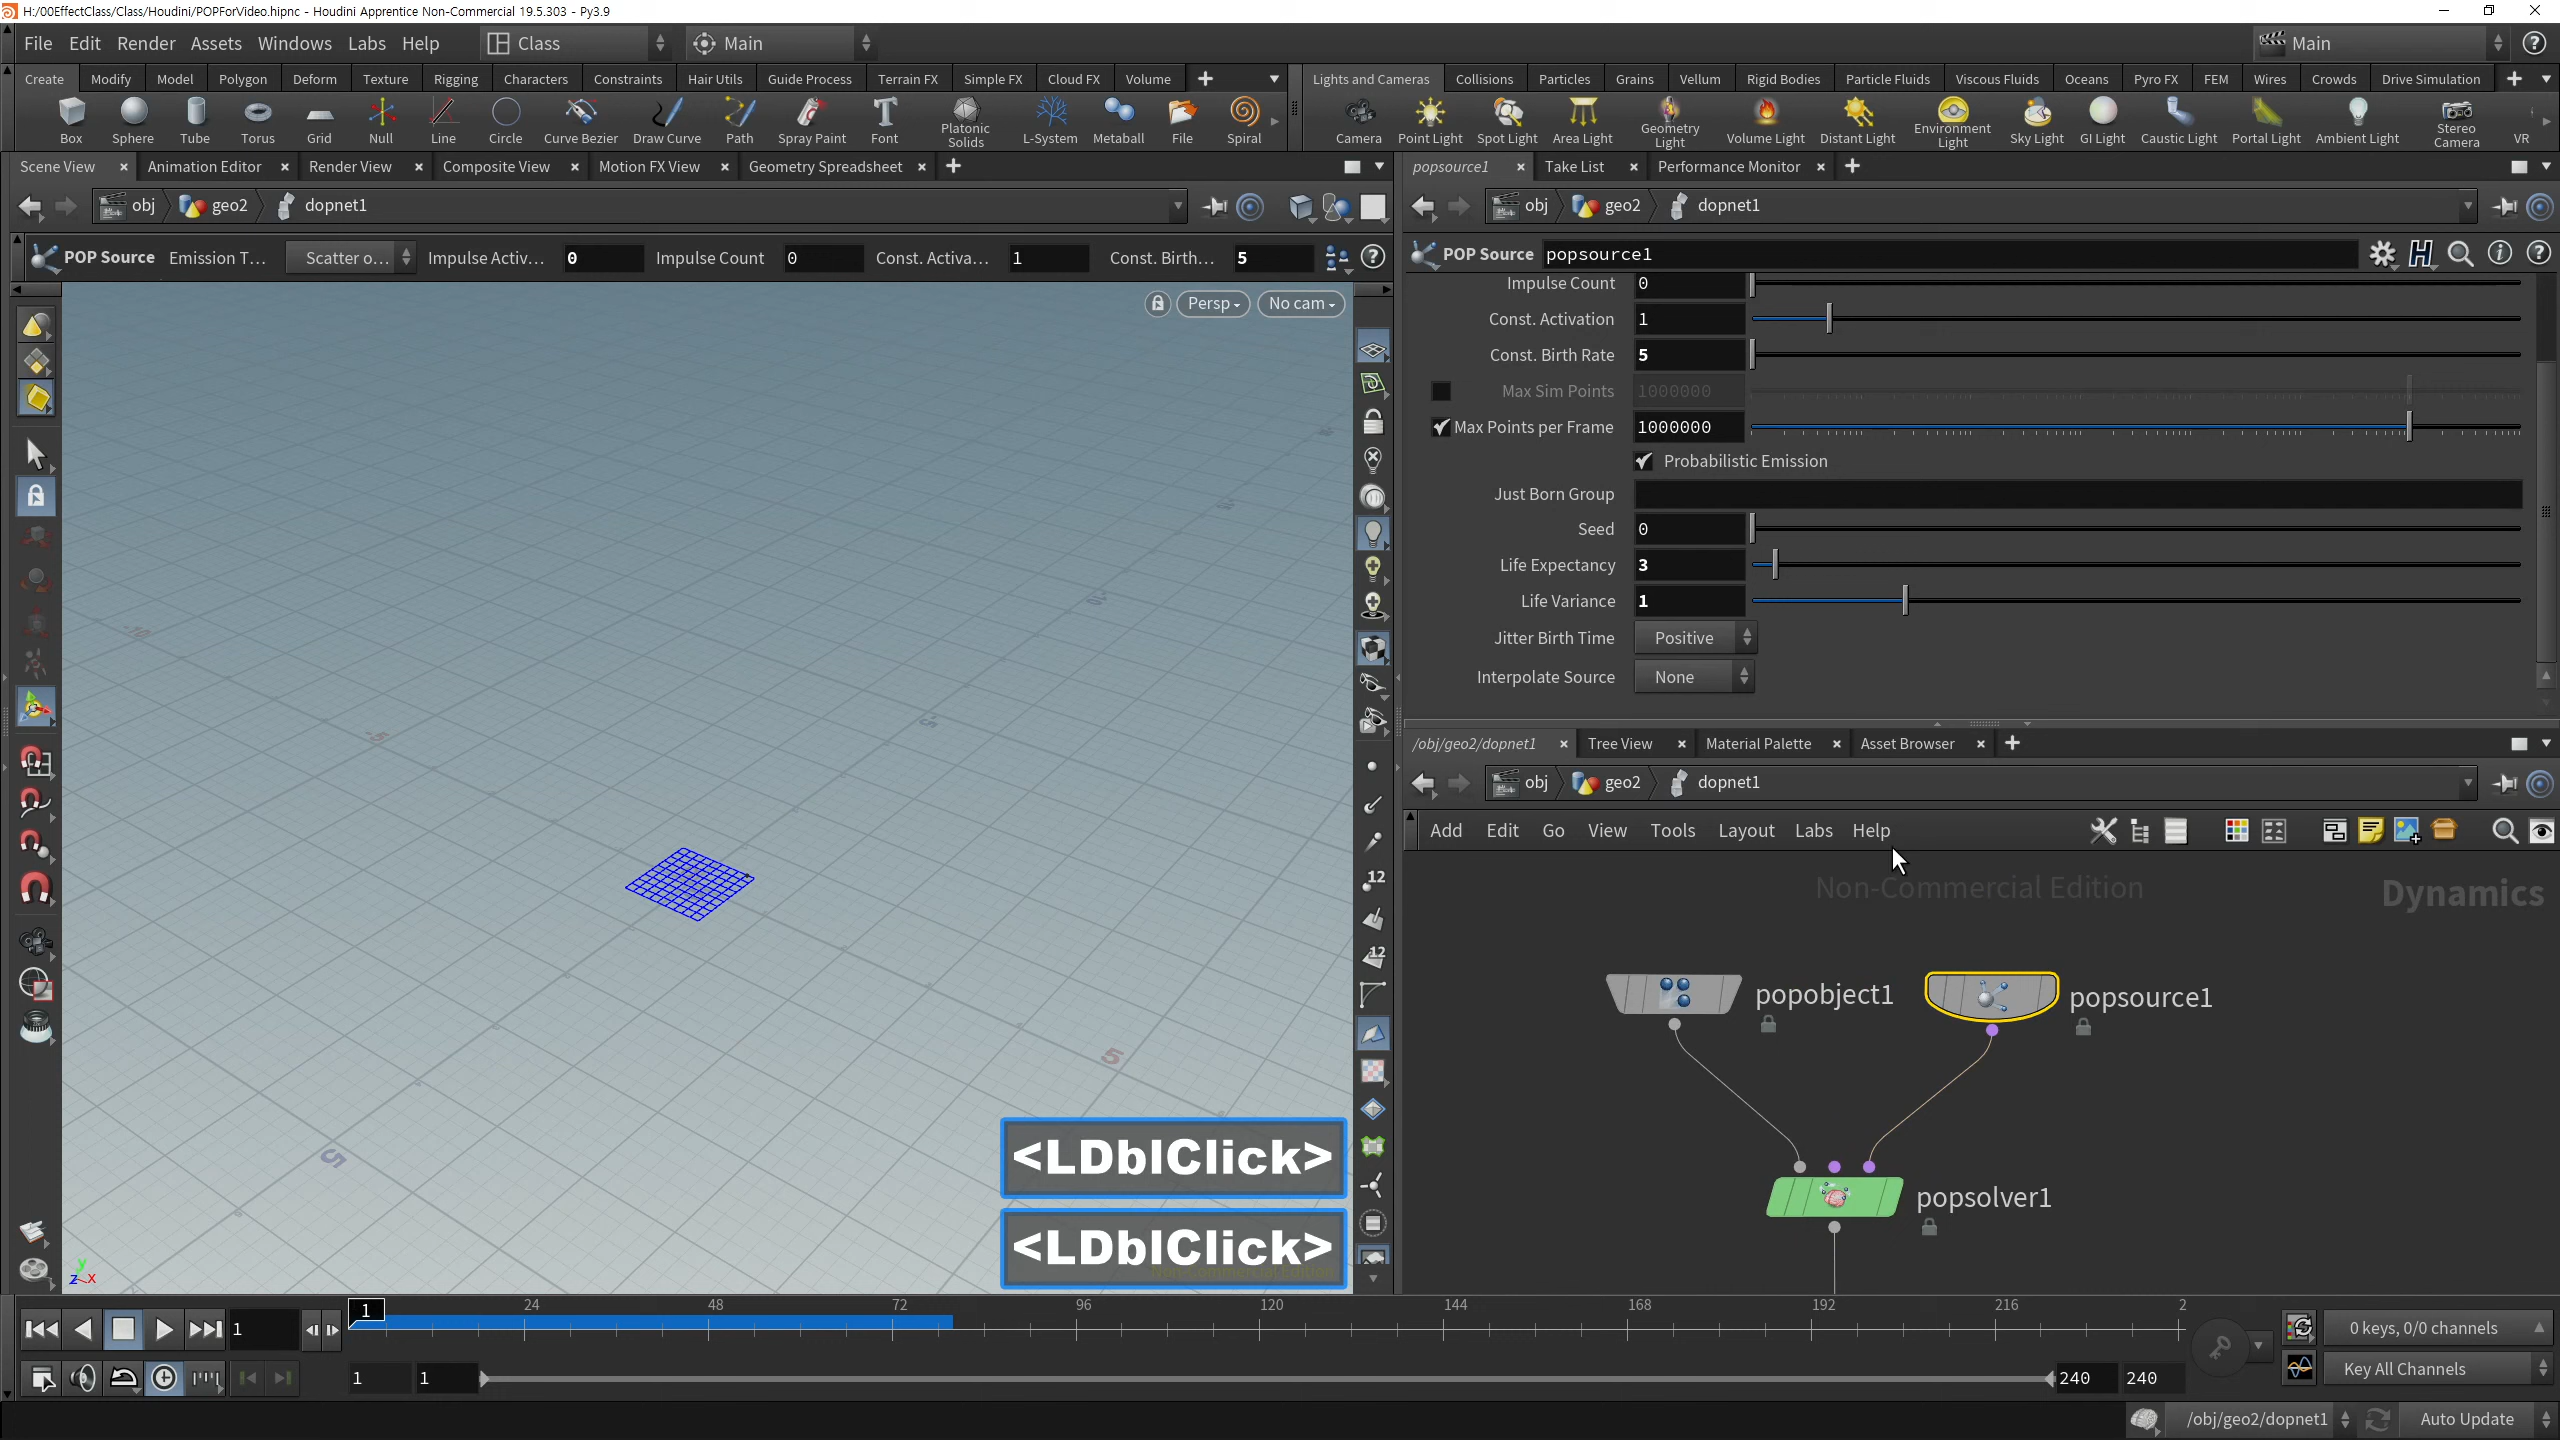 H:/00EffectClass/Class/Houdini/POPForVideo.hipnc - Houdini Apprentice Non-Commercial 19.5.303 - Py3.9
File Edit Render Assets Windows Labs Help Class Main Main
Create Modify Model Polygon Deform Texture Rigging Characters Constraints Hair Utils Guide Process Terrain FX Simple FX Cloud FX Volume
Lights and Cameras Collisions Particles Grains Vellum Rigid Bodies Particle Fluids Viscous Fluids Oceans Pyro FX FEM Wires Crowds Drive Simulation
Box Sphere Tube Torus Grid Null Line Circle Curve Bezier Draw Curve Path Spray Paint Font Platonic Solids L-System Metaball File Spiral
Camera Point Light Spot Light Area Light Geometry Light Volume Light Distant Light Environment Light Sky Light GI Light Caustic Light Portal Light Ambient Light Stereo Camera VR
Scene View Animation Editor Render View Composite View Motion FX View Geometry Spreadsheet
popsource1 Take List Performance Monitor
obj geo2 dopnet1
obj geo2 dopnet1
POP Source Emission T... Scatter o... Impulse Activ... 0 Impulse Count 0 Const. Activa... 1 Const. Birth... 5
POP Source popsource1
Persp No cam
Impulse Count 0
Const. Activation 1
Const. Birth Rate 5
Max Sim Points 1000000
Max Points per Frame 1000000
Probabilistic Emission
Just Born Group
Seed 0
Life Expectancy 3
Life Variance 1
Jitter Birth Time Positive
Interpolate Source None
/obj/geo2/dopnet1 Tree View Material Palette Asset Browser
obj geo2 dopnet1
Add Edit Go View Tools Layout Labs Help
Non-Commercial Edition
Dynamics
popobject1
popsource1
popsolver1
12
12
5
5
<LDblClick>
<LDblClick>
y
z x
1 24 48 72 96 120 144 168 192 216 2
1
0 keys, 0/0 channels
1 1 240 240
Key All Channels
/obj/geo2/dopnet1 Auto Update